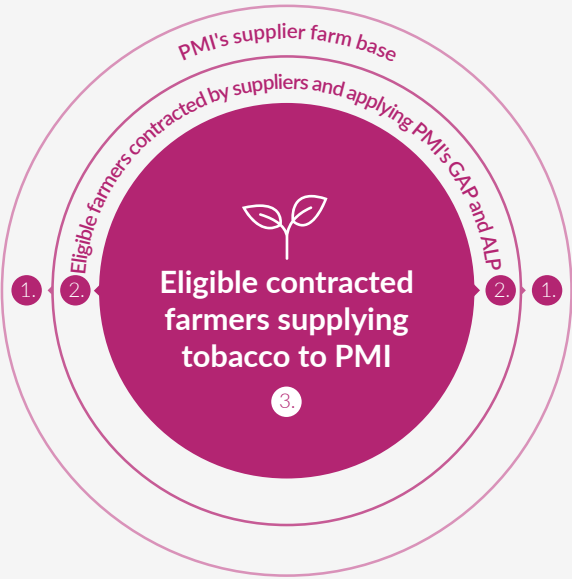 PMI's supplier farm base
Eligible farmers contracted by suppliers and applying PMI's GAP and ALP
1.
2.
2.
1.
Eligible contracted
farmers supplying
tobacco to PMI
3.